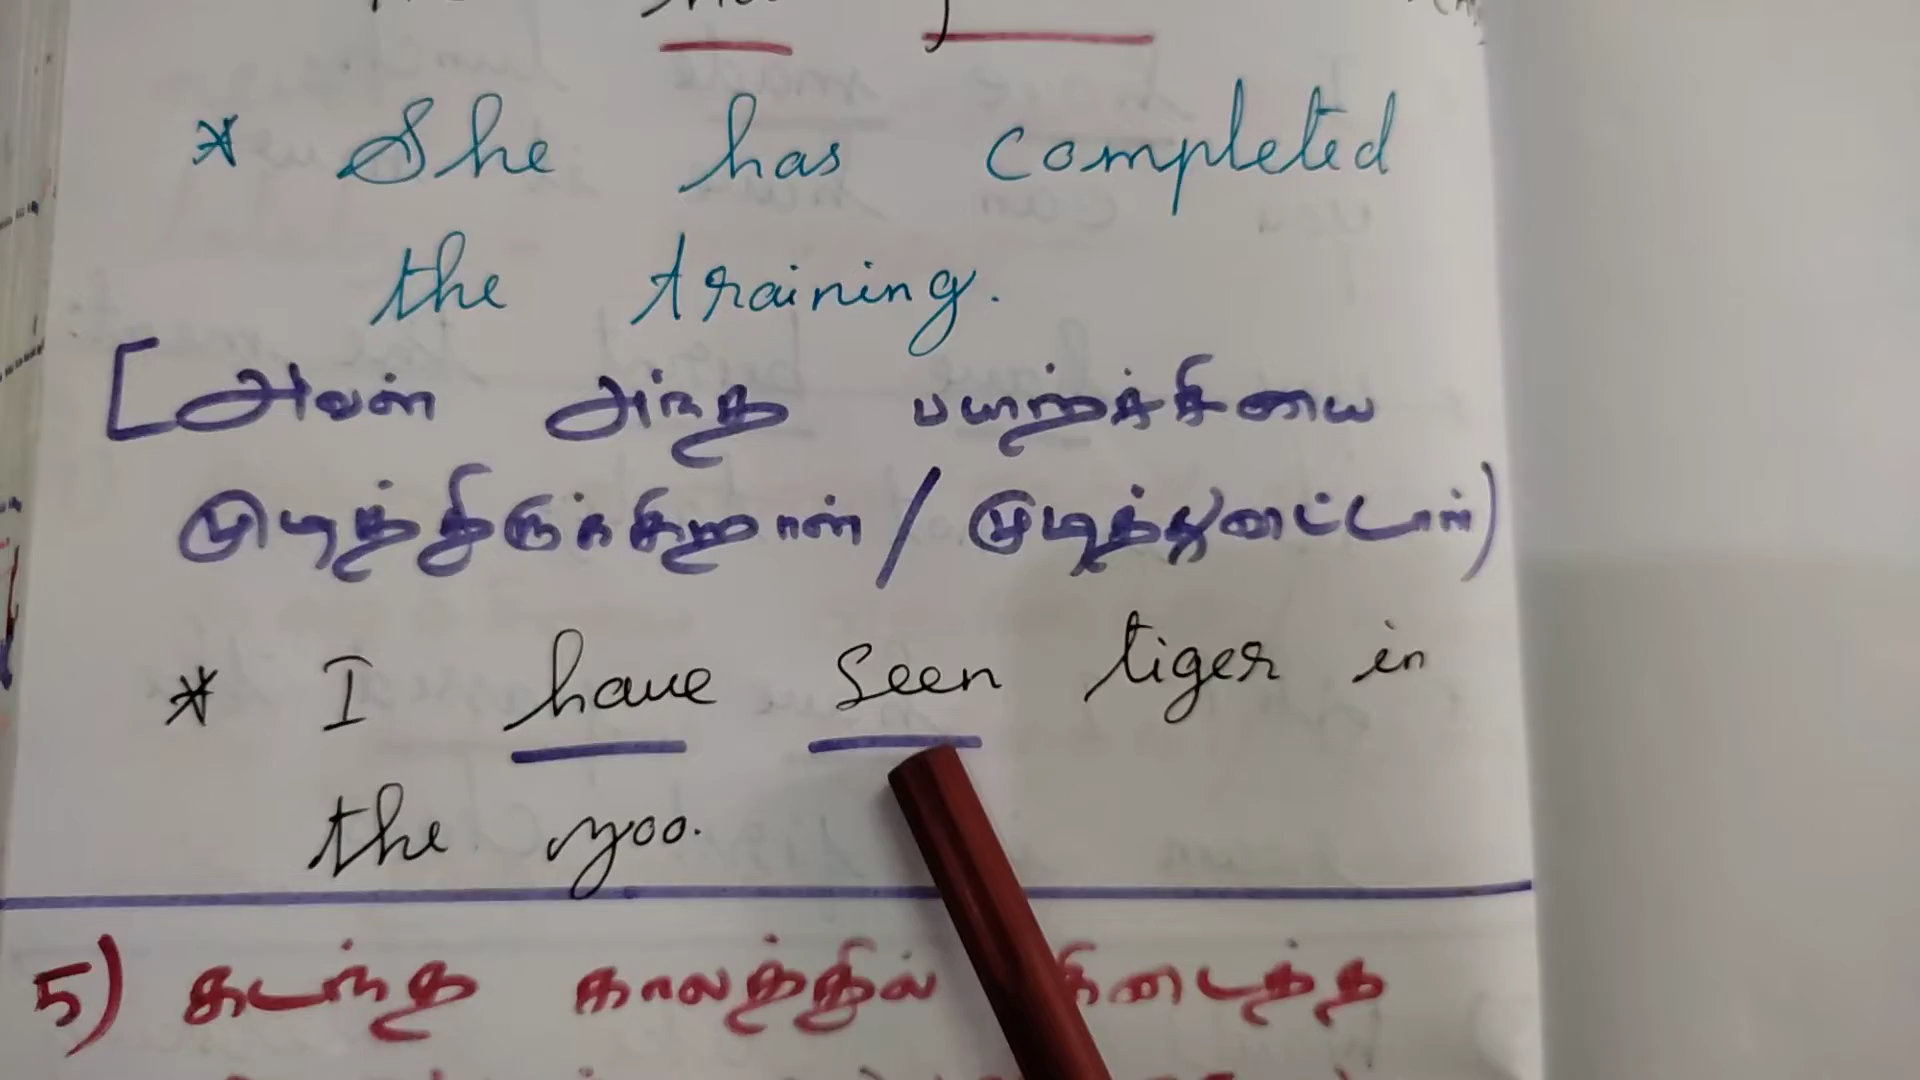 * She has completed
the training.
[அவள் அந்த பயிற்ச்சியை
முடித்திருக்கிறாள் / முடித்துவிட்டாள்)
* I have seen tiger in
the zoo.
5) கடந்த காலத்தில் கிடைத்த